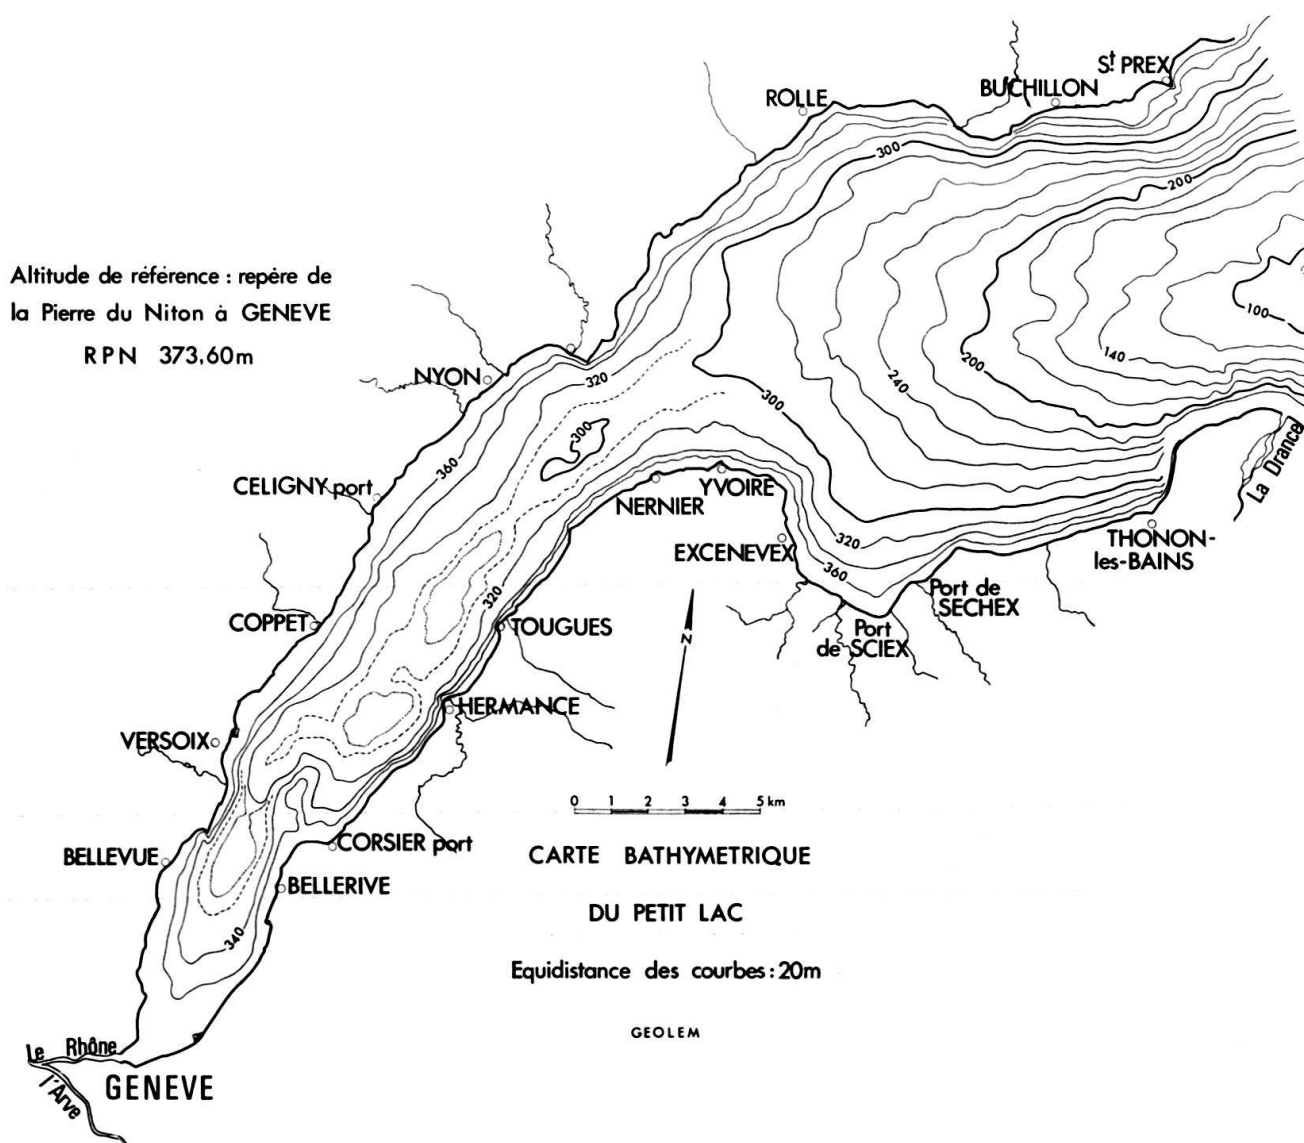 St PREX
BUCHILLON
ROLLE
300
200
Altitude de référence : repère de
la Pierre du Niton à GENEVE
RPN 373,60m
100
140
NYON
320
200
240
300
La Drance
300
360
CELIGNY port
YVOIRE
NERNIER
THONON-
les-BAINS
EXCENEVEX
320
360
Port de
SECHEX
320
COPPET
TOUGUES
Port
de SCIEX
N
HERMANCE
VERSOIX
0 1 2 3 4 5 km
CORSIER port
BELLEVUE
CARTE BATHYMETRIQUE
BELLERIVE
DU PETIT LAC
340
Equidistance des courbes : 20m
GEOLEM
Le Rhône
l'Arve
GENEVE